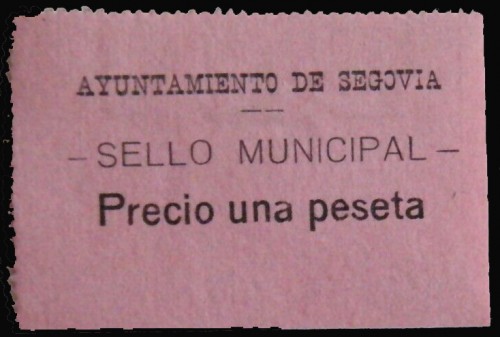 AYUNTAMIENTO DE SEGOVIA
- SELLO MUNICIPAL -
Precio una peseta